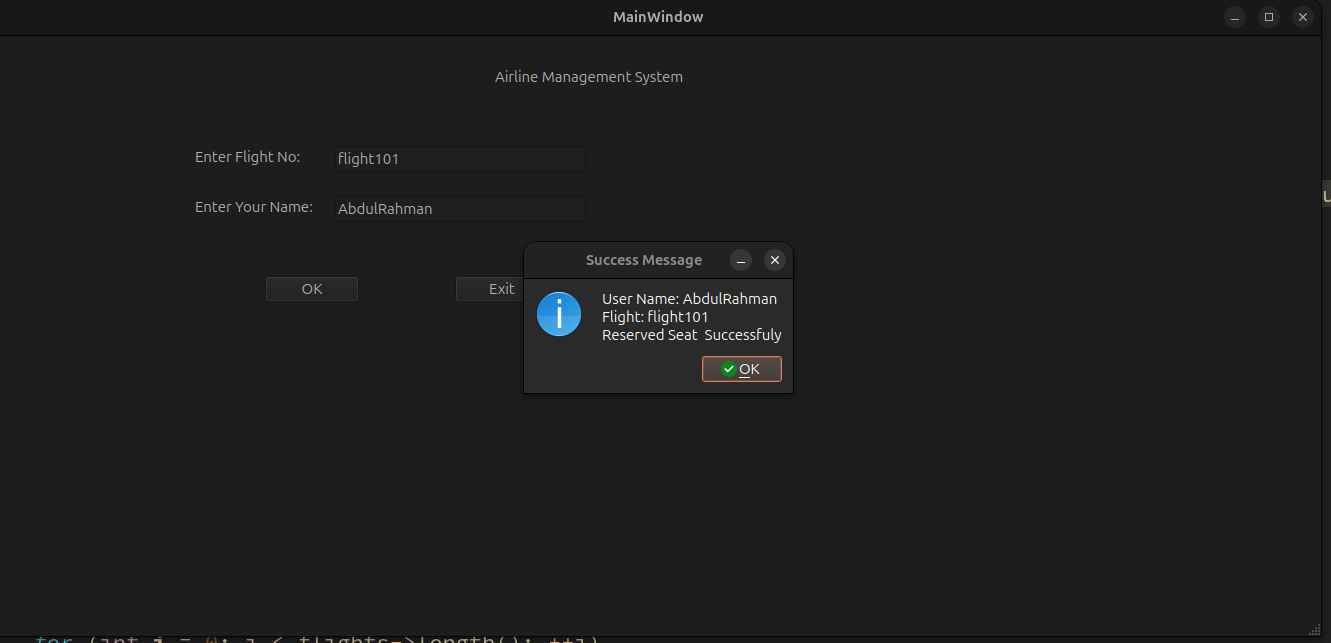 MainWindow
Airline Management System
Enter Flight No:
flight101
Enter Your Name:
AbdulRahman
OK
Exit
Success Message
User Name: AbdulRahman
Flight: flight101
Reserved Seat  Successfuly
OK
for (int i = 0; i < flights->length(); ++i)